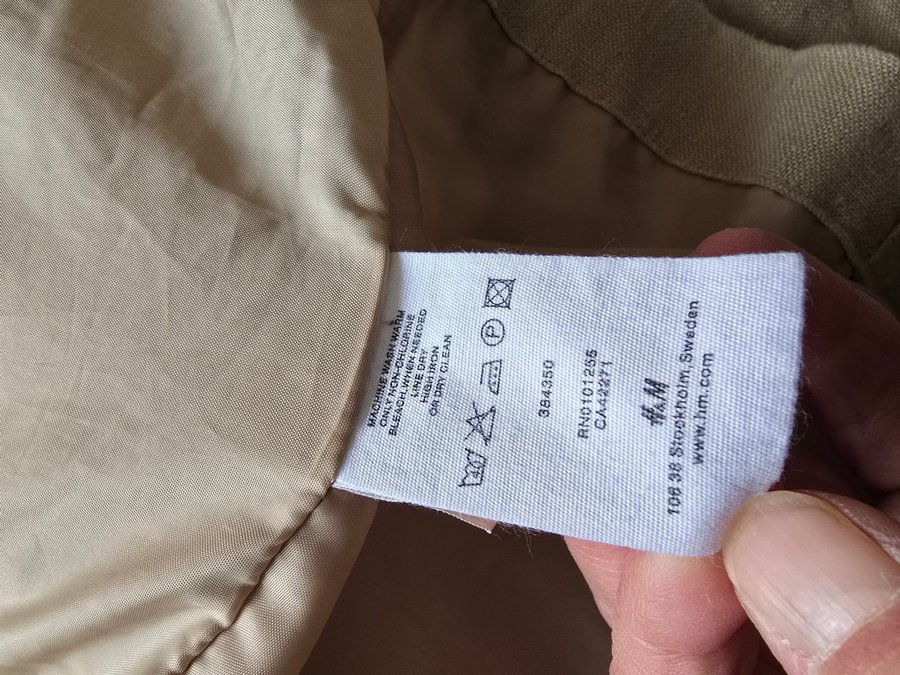 MACHINE WASH WARM
ONLY NON-CHLORINE
BLEACH, WHEN NEEDED
LINE DRY
HIGH IRON
OR DRY CLEAN
P
384350
RN0101255
CA42271
H&M
106 38 Stockholm, Sweden
www.hm.com